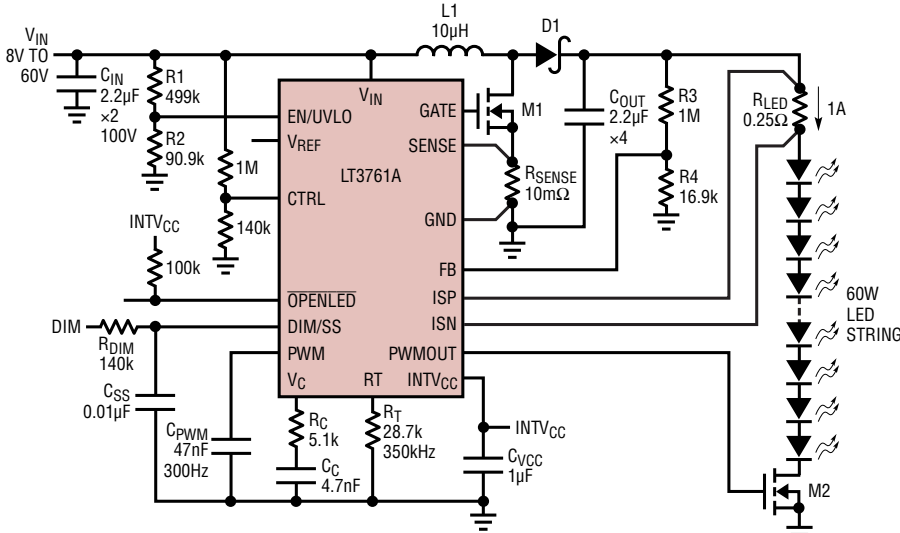 L1
10µH
D1
V_IN
8V TO
60V
C_IN
2.2µF
×2
100V
R1
499k
R2
90.9k
1M
140k
INTV_CC
100k
V_IN
EN/UVLO
V_REF
LT3761A
CTRL
OPENLED
DIM/SS
PWM
V_C
RT
GATE
SENSE
GND
FB
ISP
ISN
PWMOUT
INTV_CC
M1
R_SENSE
10mΩ
C_OUT
2.2µF
×4
R3
1M
R4
16.9k
R_LED
0.25Ω
1A
60W
LED
STRING
DIM
R_DIM
140k
C_SS
0.01µF
C_PWM
47nF
300Hz
R_C
5.1k
C_C
4.7nF
R_T
28.7k
350kHz
INTV_CC
C_VCC
1µF
M2